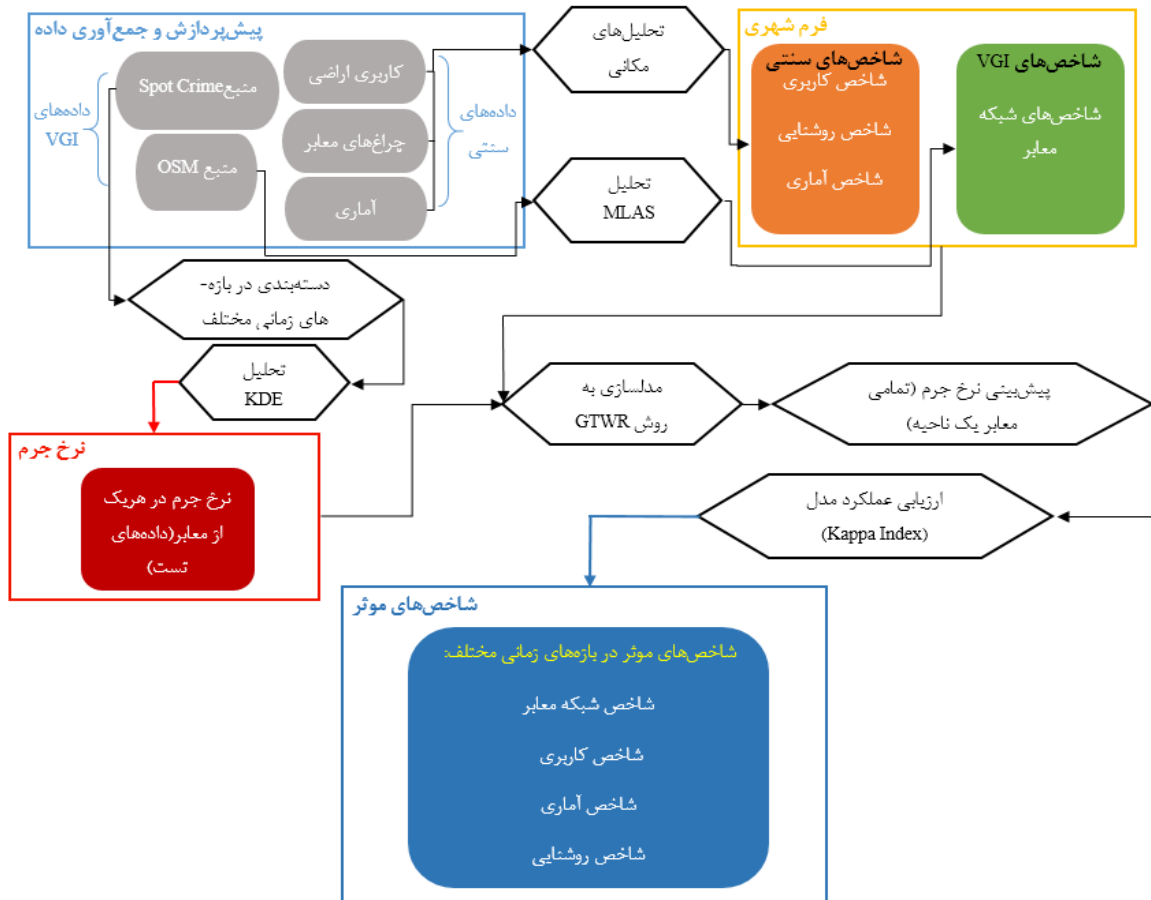 پیش‌پردازش و جمع‌آوری داده
داده‌های
VGI
منبع Spot Crime
منبع OSM
کاربری اراضی
چراغ‌های معابر
آماری
داده‌های
سنتی
تحلیل‌های
مکانی
تحلیل
MLAS
فرم شهری
شاخص‌های سنتی
شاخص کاربری
شاخص روشنایی
شاخص آماری
شاخص‌های VGI
شاخص‌های شبکه
معابر
دسته‌بندی در بازه-
های زمانی مختلف
تحلیل
KDE
نرخ جرم
نرخ جرم در هریک
از معابر(داده‌های
تست)
مدلسازی به
روش GTWR
پیش‌بینی نرخ جرم (تمامی
معابر یک ناحیه)
ارزیابی عملکرد مدل
(Kappa Index)
شاخص‌های موثر
شاخص‌های موثر در بازه‌های زمانی مختلف:
شاخص شبکه معابر
شاخص کاربری
شاخص آماری
شاخص روشنایی